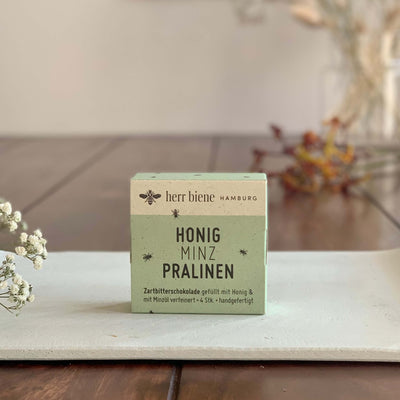 herr biene HAMBURG
HONIG
MINZ
PRALINEN
Zartbitterschokolade gefüllt mit Honig &
mit Minzöl verfeinert • 4 Stk. • handgefertigt